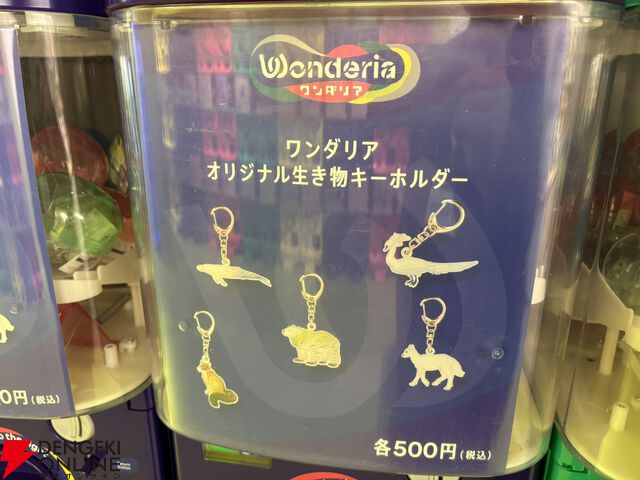 Wonderia
ワンダリア
ワンダリア
オリジナル生き物キーホルダー
0円(税込)
各500円(税込)
to the
DENGEKI
ONLINE